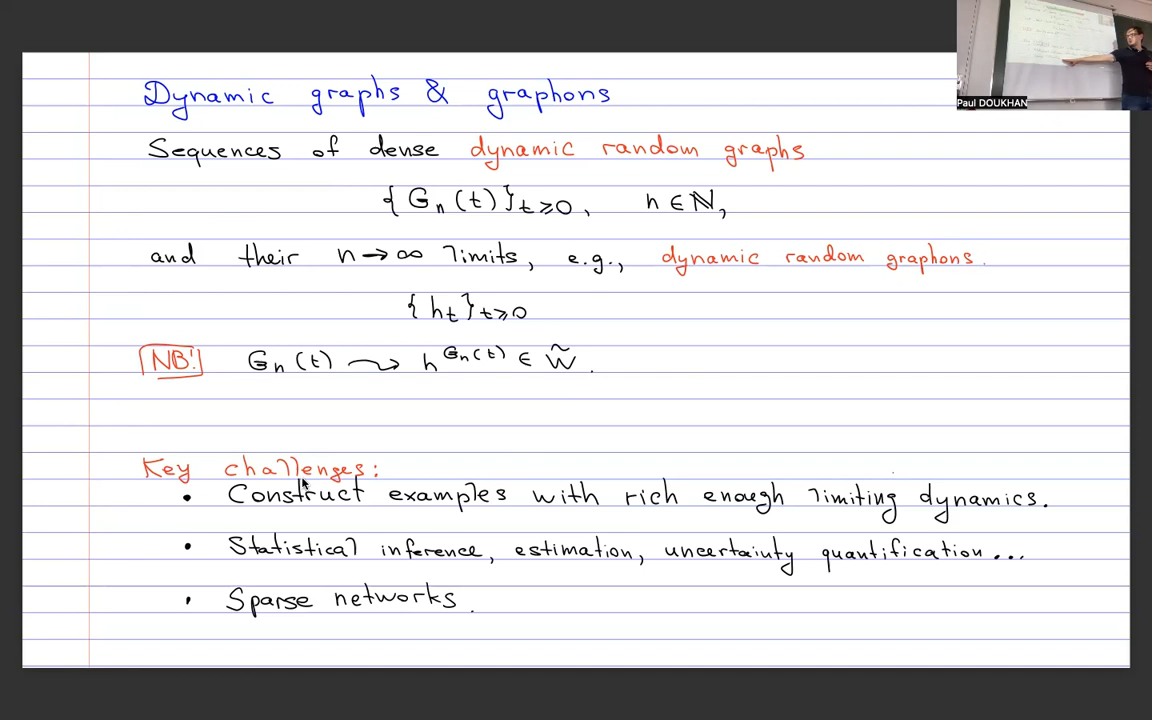 Dynamic graphs & graphons
Sequences of dense dynamic random graphs
{Gₙ(t)}ₜ≥₀, n ∈ ℕ,
and their n → ∞ limits, e.g., dynamic random graphons.
{hₜ}ₜ≥₀
NB! Gₙ(t) ⤳ h^{Gₙ(t)} ∈ W̃.
Key challenges:
• Construct examples with rich enough limiting dynamics.
• Statistical inference, estimation, uncertainty quantification...
• Sparse networks.
Paul DOUKHAN